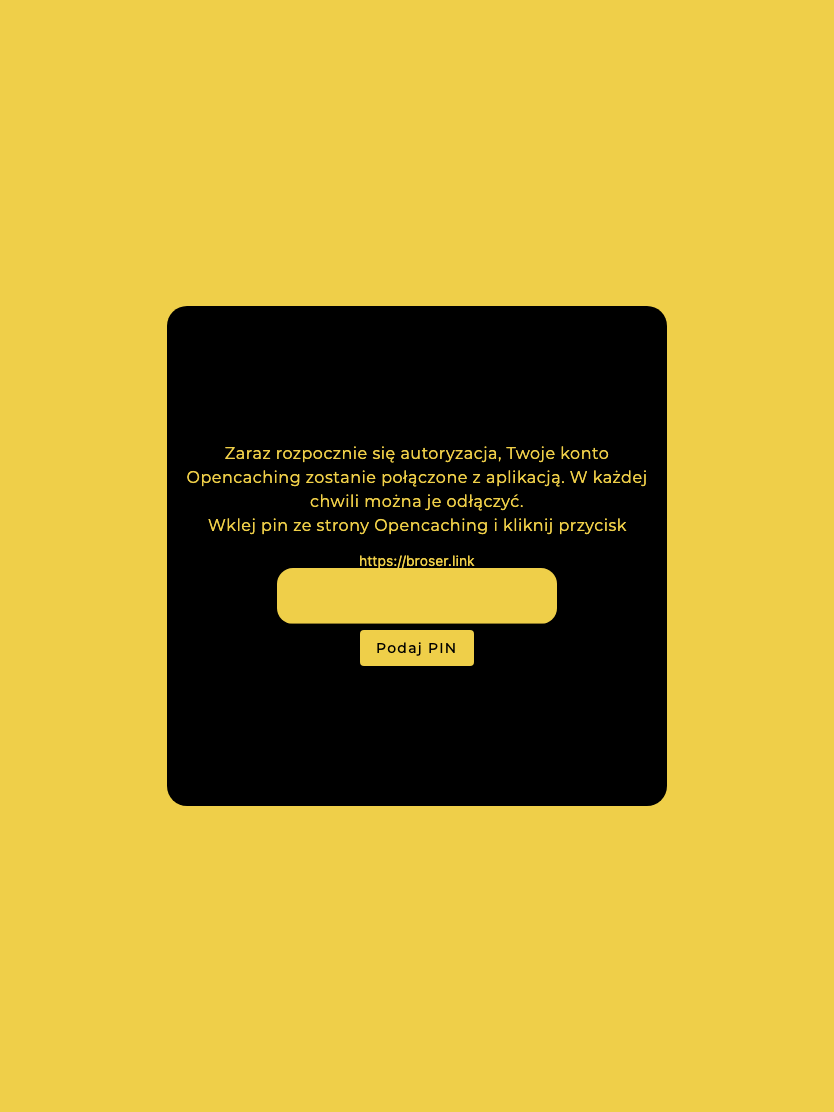 Zaraz rozpocznie się autoryzacja, Twoje konto
Opencaching zostanie połączone z aplikacją. W każdej
chwili można je odłączyć.
Wklej pin ze strony Opencaching i kliknij przycisk
https://broser.link
Podaj PIN